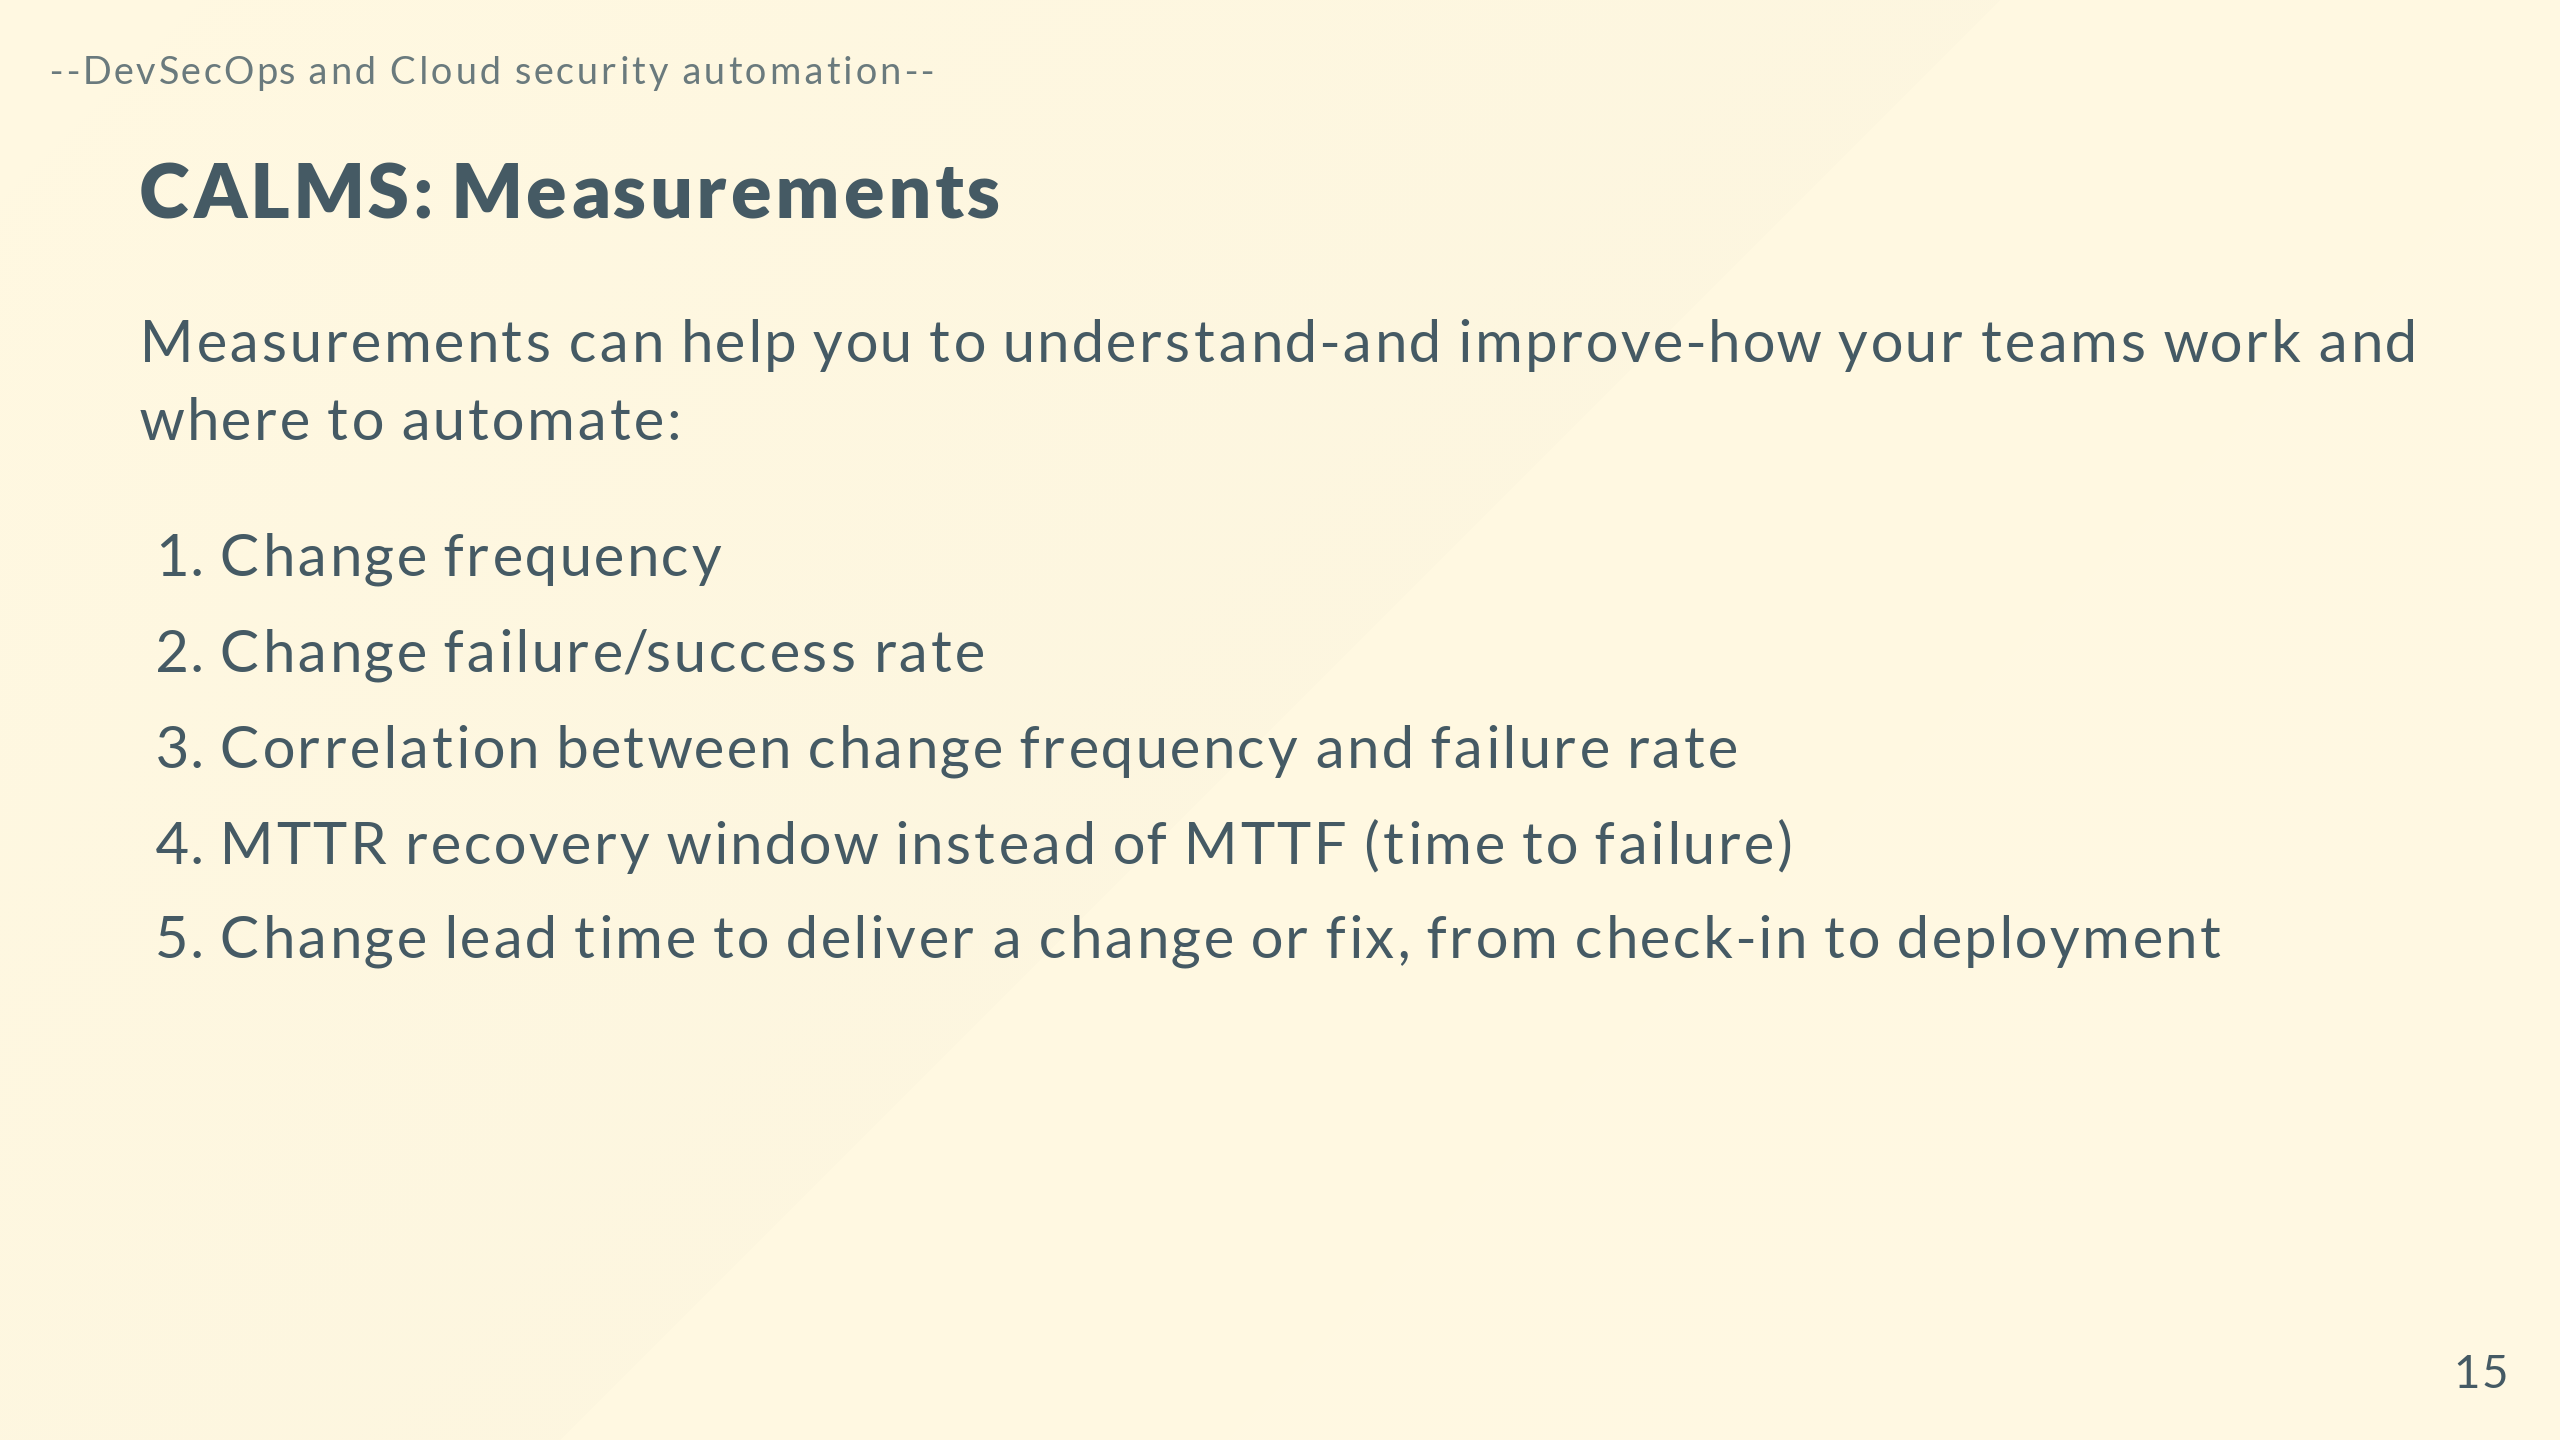 --DevSecOps and Cloud security automation--
CALMS: Measurements
Measurements can help you to understand-and improve-how your teams work and
where to automate:
1. Change frequency
2. Change failure/success rate
3. Correlation between change frequency and failure rate
4. MTTR recovery window instead of MTTF (time to failure)
5. Change lead time to deliver a change or fix, from check-in to deployment
15